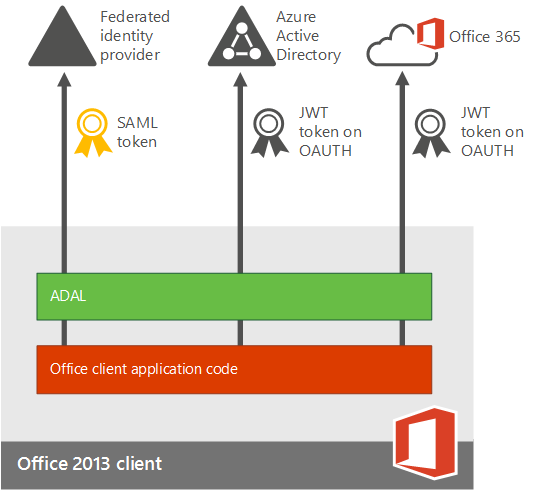 Federated
identity
provider
Azure
Active
Directory
Office 365
SAML
token
JWT
token on
OAUTH
JWT
token on
OAUTH
ADAL
Office client application code
Office 2013 client